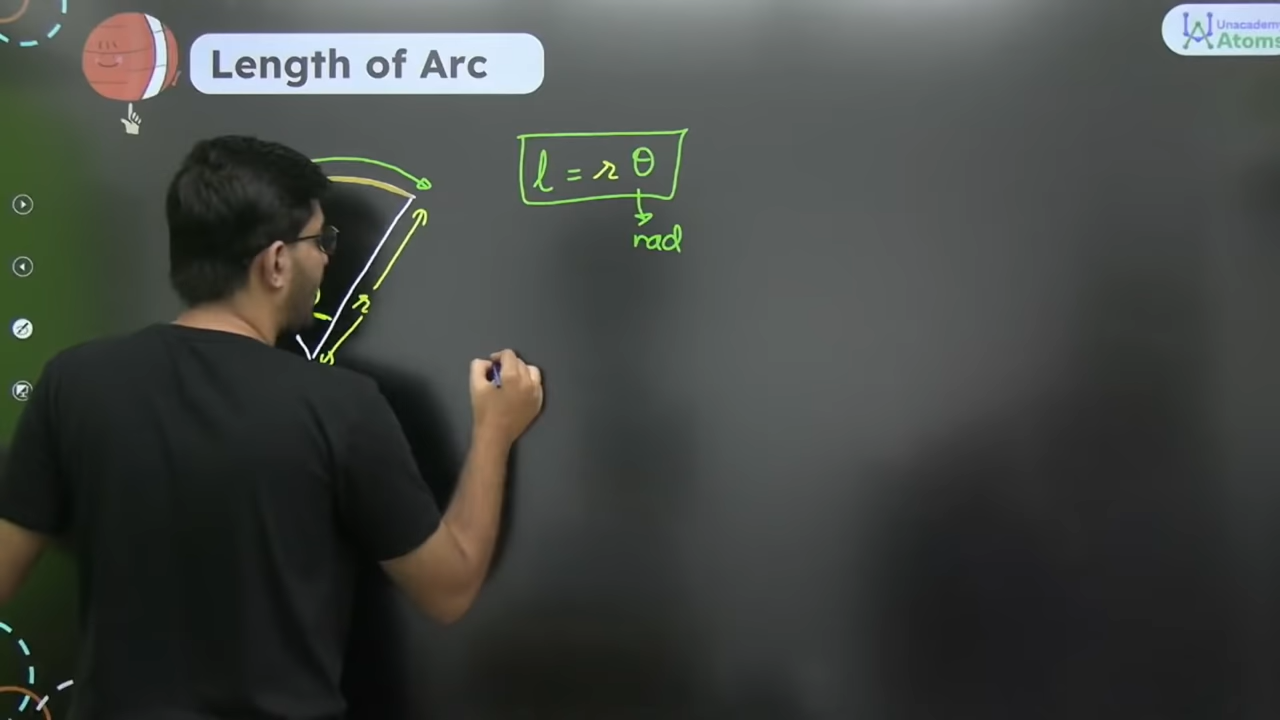 Length of Arc
Unacademy
Atoms
l = r θ
rad
r